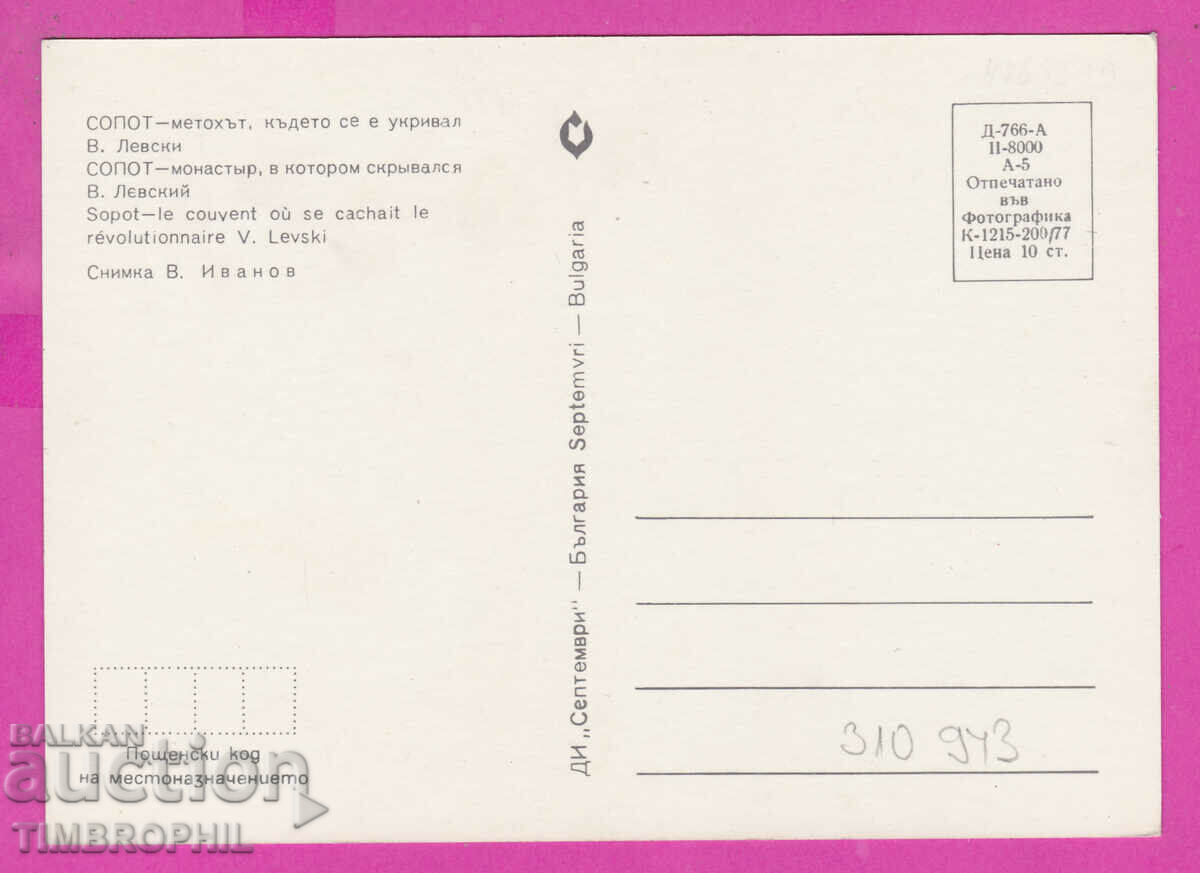 СОПОТ—метохът, където се е укривал
В. Левски
СОПОТ—монастыр, в котором скрывался
В. Левский
Sopot—le couvent où se cachait le
révolutionnaire V. Levski
Снимка В. Иванов
ДИ „Септември" — България Septemvri — Bulgaria
Д-766-А
II-8000
А-5
Отпечатано
във
Фотографика
К-1215-200/77
Цена 10 ст.
310 943
Пощенски код
на местоназначението
BALKAN
auction
TIMBROPHIL